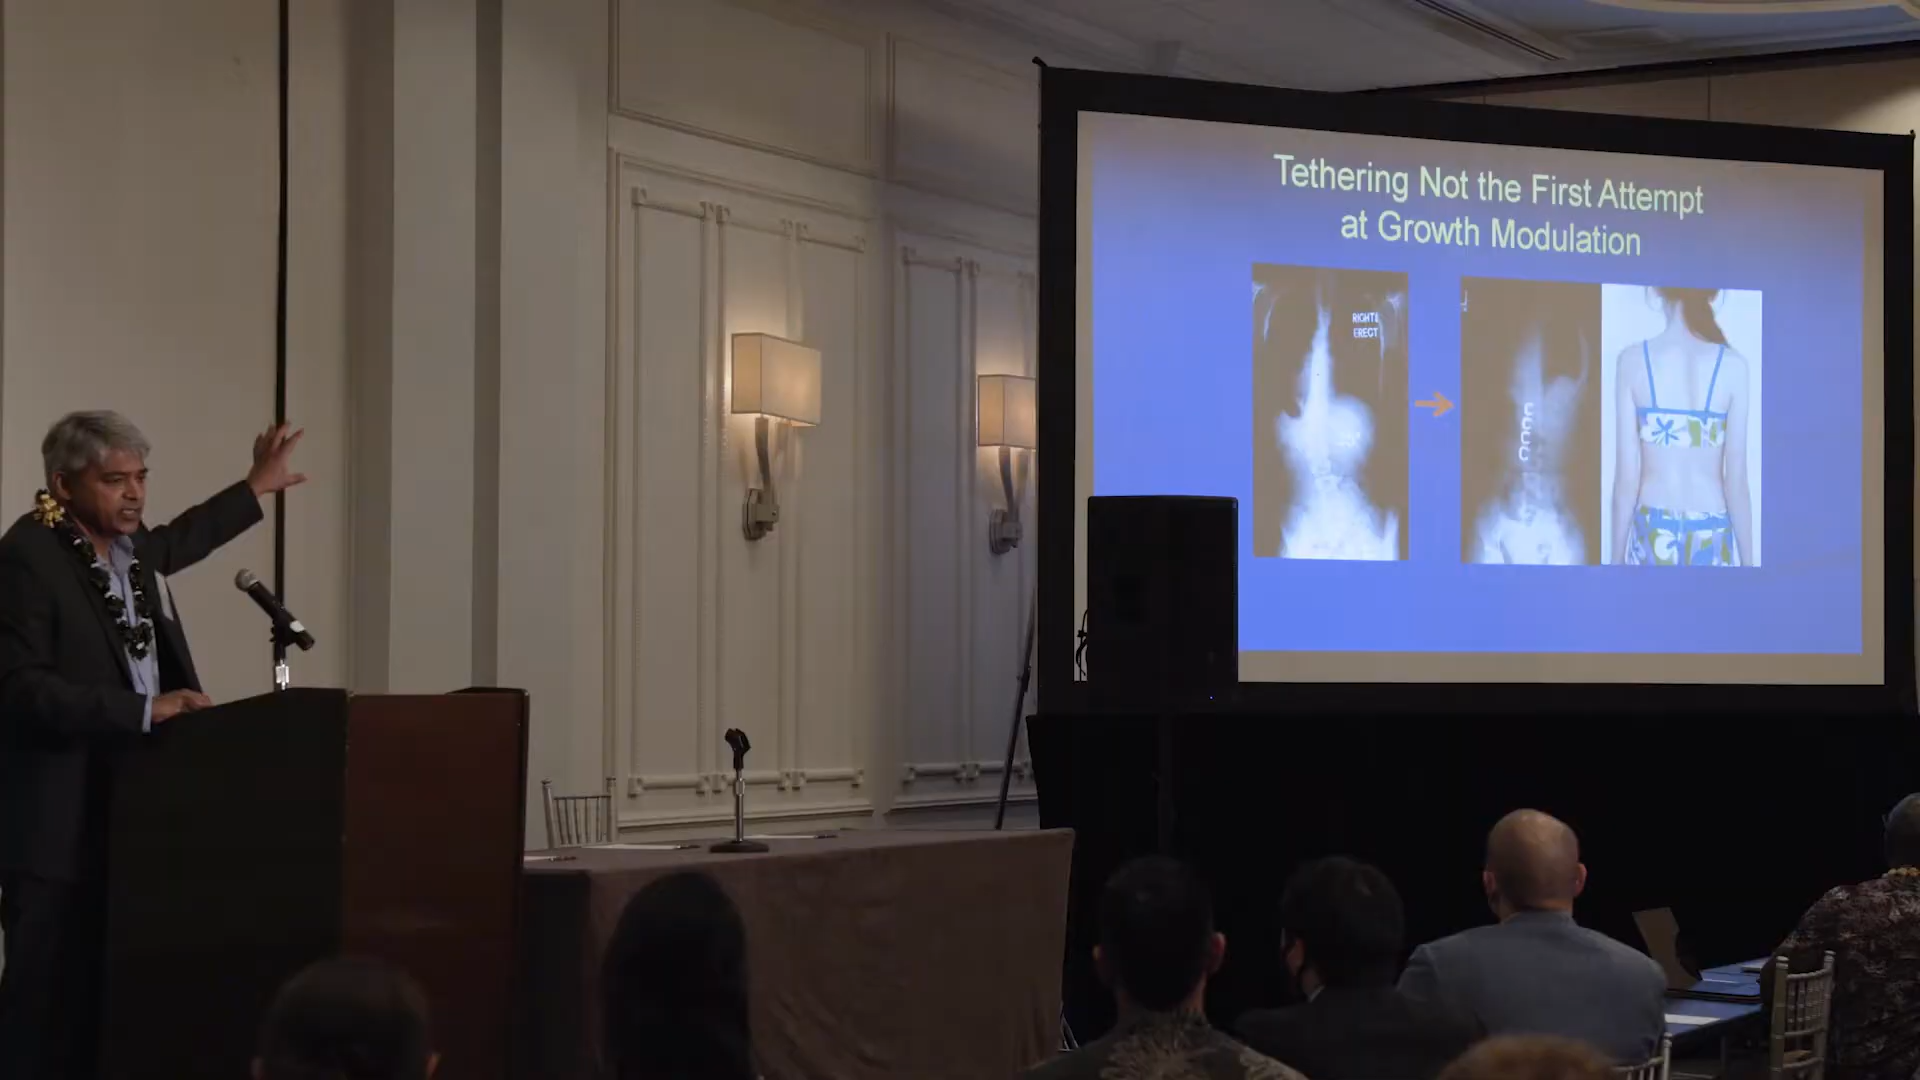 Tethering Not the First Attempt
at Growth Modulation
RIGHT
ERECT